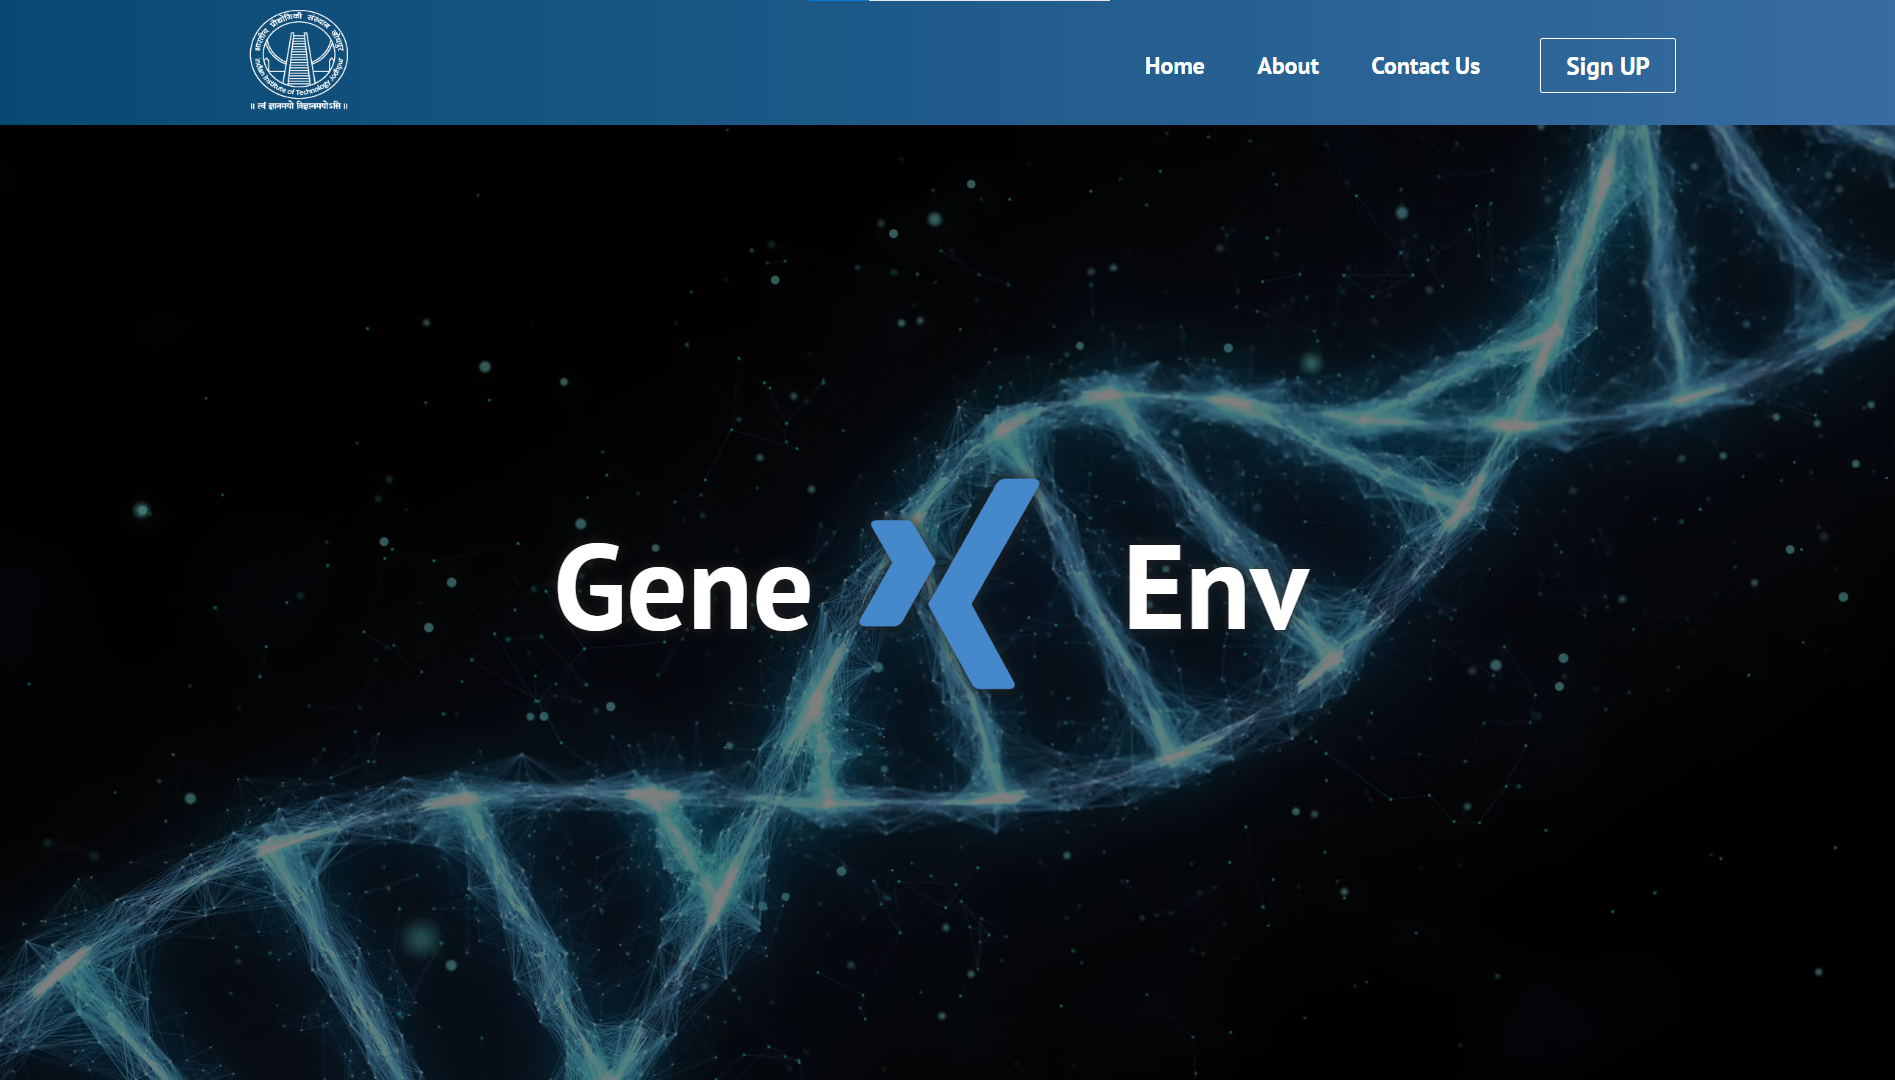 भारतीय प्रौद्योगिकी संस्थान जोधपुर
Indian Institute of Technology Jodhpur
॥ त्वं ज्ञानमयो विज्ञानमयोऽसि ॥
Home About Contact Us Sign UP
Gene X Env